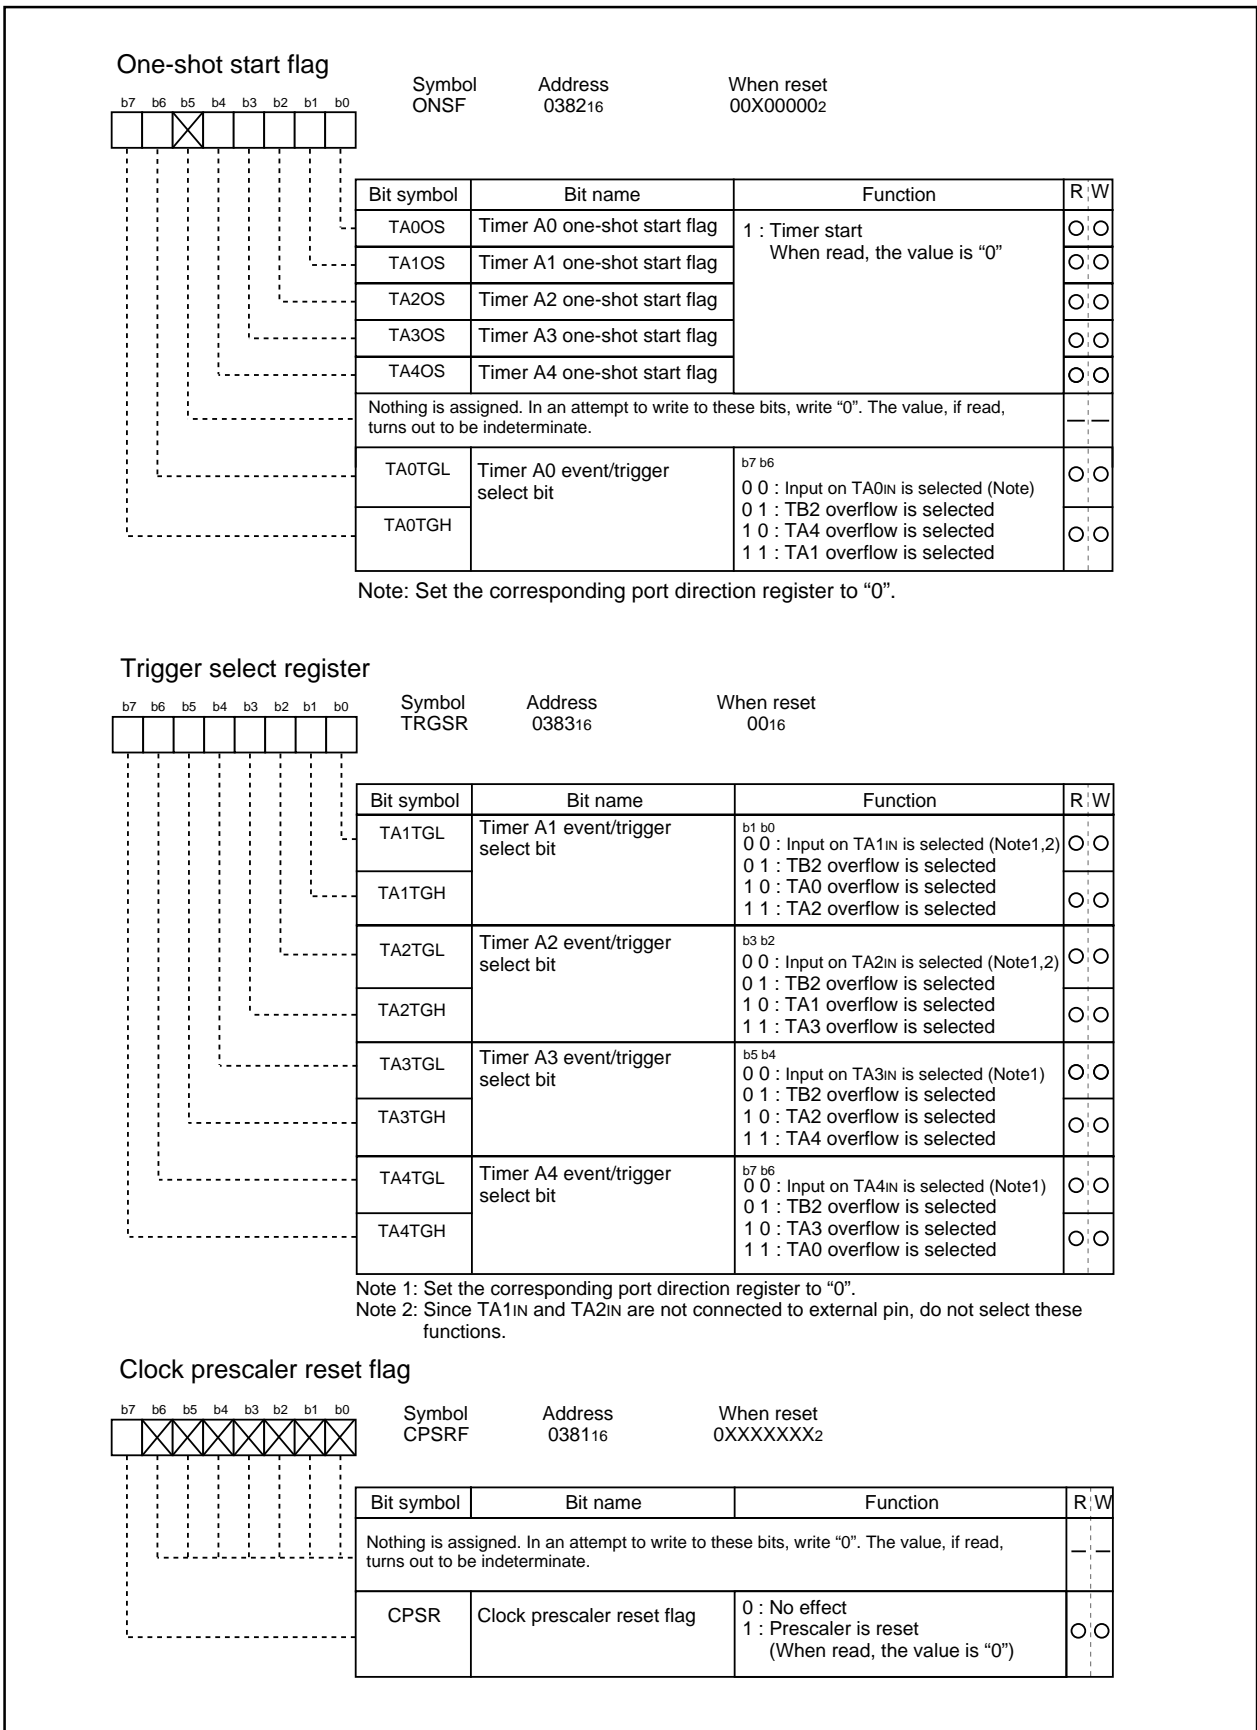 One-shot start flag
Symbol Address When reset
b7 b6 b5 b4 b3 b2 b1 b0 ONSF 038216 00X000002
Bit symbol Bit name Function R W
TA0OS Timer A0 one-shot start flag 1 : Timer start
When read, the value is “0”
TA1OS Timer A1 one-shot start flag
TA2OS Timer A2 one-shot start flag
TA3OS Timer A3 one-shot start flag
TA4OS Timer A4 one-shot start flag
Nothing is assigned. In an attempt to write to these bits, write “0”. The value, if read,
turns out to be indeterminate.
TA0TGL Timer A0 event/trigger b7 b6
select bit 0 0 : Input on TA0IN is selected (Note)
0 1 : TB2 overflow is selected
TA0TGH 1 0 : TA4 overflow is selected
1 1 : TA1 overflow is selected
Note: Set the corresponding port direction register to “0”.
Trigger select register
Symbol Address When reset
b7 b6 b5 b4 b3 b2 b1 b0 TRGSR 038316 0016
Bit symbol Bit name Function R W
TA1TGL Timer A1 event/trigger b1 b0
select bit 0 0 : Input on TA1IN is selected (Note1,2)
0 1 : TB2 overflow is selected
TA1TGH 1 0 : TA0 overflow is selected
1 1 : TA2 overflow is selected
TA2TGL Timer A2 event/trigger b3 b2
select bit 0 0 : Input on TA2IN is selected (Note1,2)
0 1 : TB2 overflow is selected
TA2TGH 1 0 : TA1 overflow is selected
1 1 : TA3 overflow is selected
TA3TGL Timer A3 event/trigger b5 b4
select bit 0 0 : Input on TA3IN is selected (Note1)
0 1 : TB2 overflow is selected
TA3TGH 1 0 : TA2 overflow is selected
1 1 : TA4 overflow is selected
TA4TGL Timer A4 event/trigger b7 b6
select bit 0 0 : Input on TA4IN is selected (Note1)
0 1 : TB2 overflow is selected
TA4TGH 1 0 : TA3 overflow is selected
1 1 : TA0 overflow is selected
Note 1: Set the corresponding port direction register to “0”.
Note 2: Since TA1IN and TA2IN are not connected to external pin, do not select these
functions.
Clock prescaler reset flag
Symbol Address When reset
b7 b6 b5 b4 b3 b2 b1 b0 CPSRF 038116 0XXXXXXX2
Bit symbol Bit name Function R W
Nothing is assigned. In an attempt to write to these bits, write “0”. The value, if read,
turns out to be indeterminate.
CPSR Clock prescaler reset flag 0 : No effect
1 : Prescaler is reset
(When read, the value is “0”)